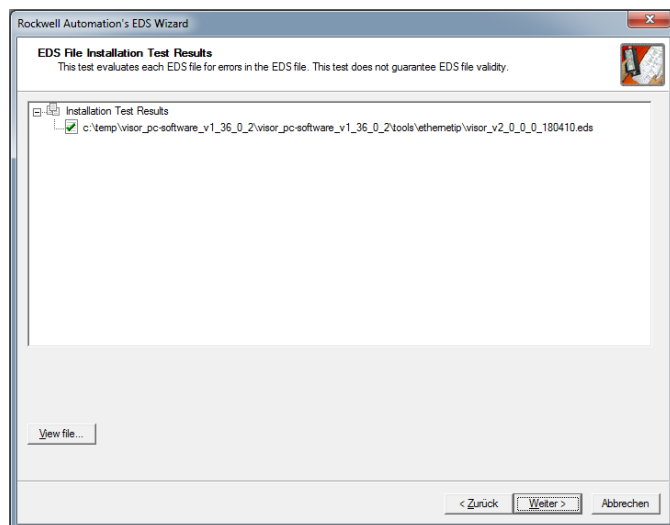 Rockwell Automation's EDS Wizard
EDS File Installation Test Results
This test evaluates each EDS file for errors in the EDS file. This test does not guarantee EDS file validity.
Installation Test Results
c:\temp\visor_pc-software_v1_36_0_2\visor_pc-software_v1_36_0_2\tools\ethernetip\visor_v2_0_0_0_180410.eds
View file...
< Zurück Weiter > Abbrechen